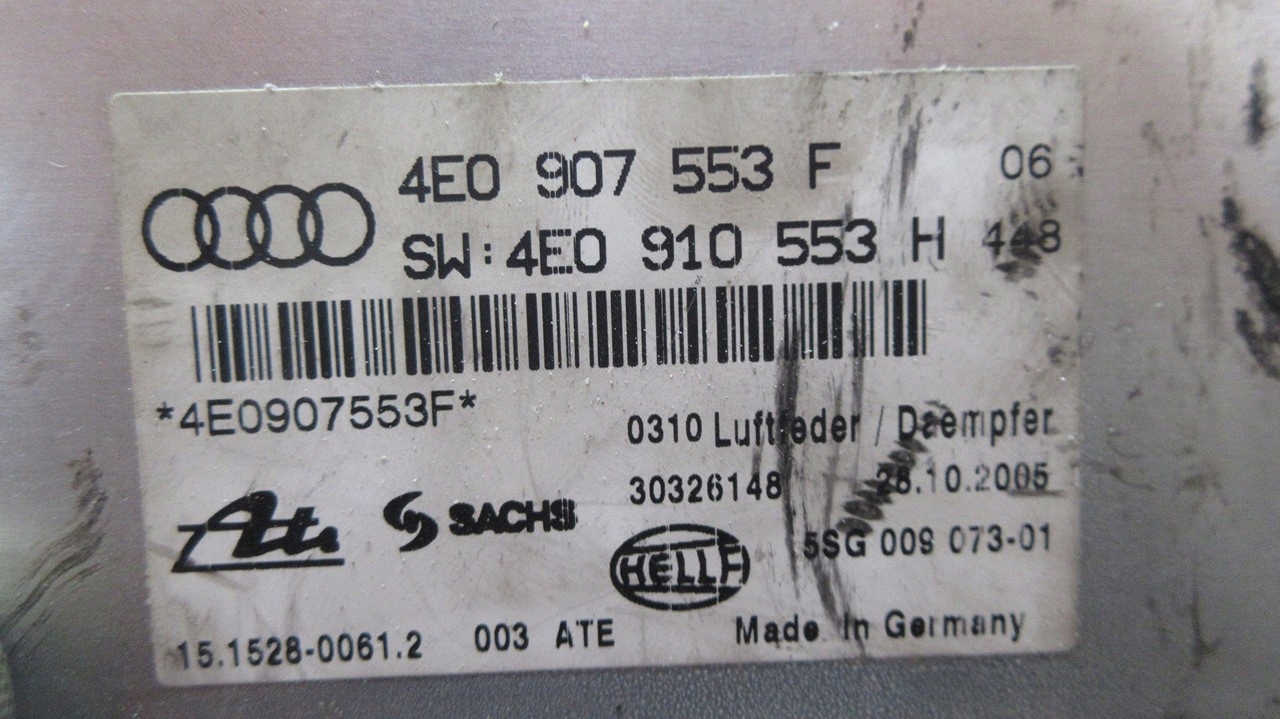 4E0 907 553 F 06
SW:4E0 910 553 H 448
*4E0907553F*
0310 Luftfeder / Daempfer
30326148 28.10.2005
Ate SACHS HELLA 5SG 009 073-01
15.1528-0061.2 003 ATE Made in Germany